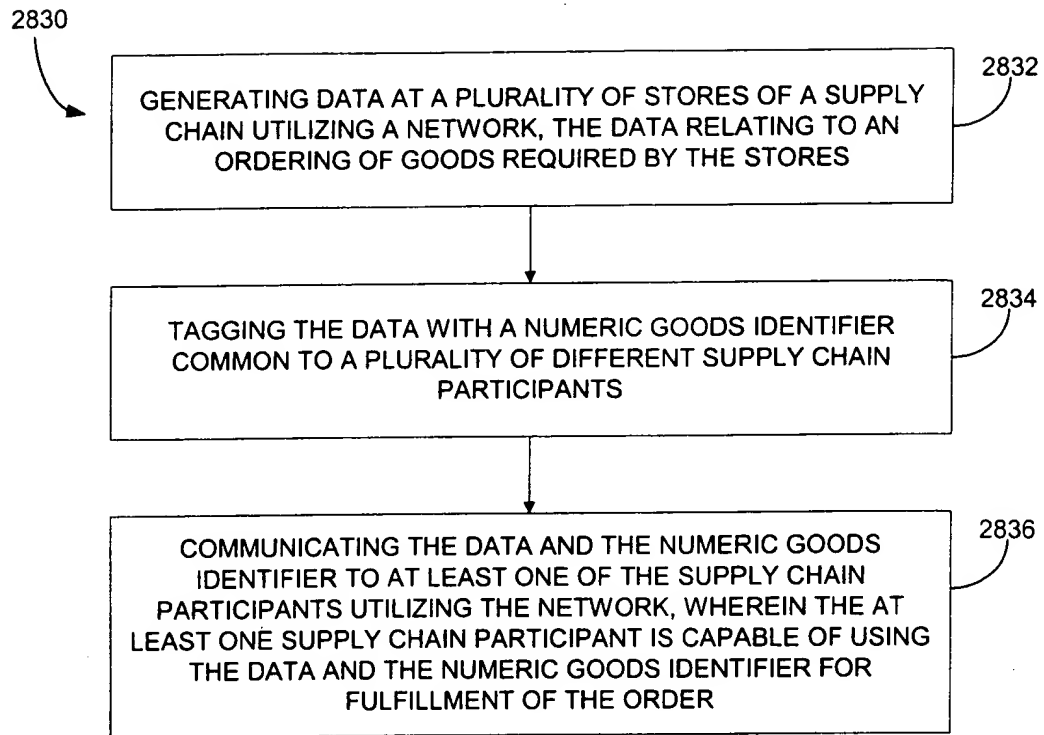 2830
2832
GENERATING DATA AT A PLURALITY OF STORES OF A SUPPLY
CHAIN UTILIZING A NETWORK, THE DATA RELATING TO AN
ORDERING OF GOODS REQUIRED BY THE STORES
2834
TAGGING THE DATA WITH A NUMERIC GOODS IDENTIFIER
COMMON TO A PLURALITY OF DIFFERENT SUPPLY CHAIN
PARTICIPANTS
2836
COMMUNICATING THE DATA AND THE NUMERIC GOODS
IDENTIFIER TO AT LEAST ONE OF THE SUPPLY CHAIN
PARTICIPANTS UTILIZING THE NETWORK, WHEREIN THE AT
LEAST ONE SUPPLY CHAIN PARTICIPANT IS CAPABLE OF USING
THE DATA AND THE NUMERIC GOODS IDENTIFIER FOR
FULFILLMENT OF THE ORDER